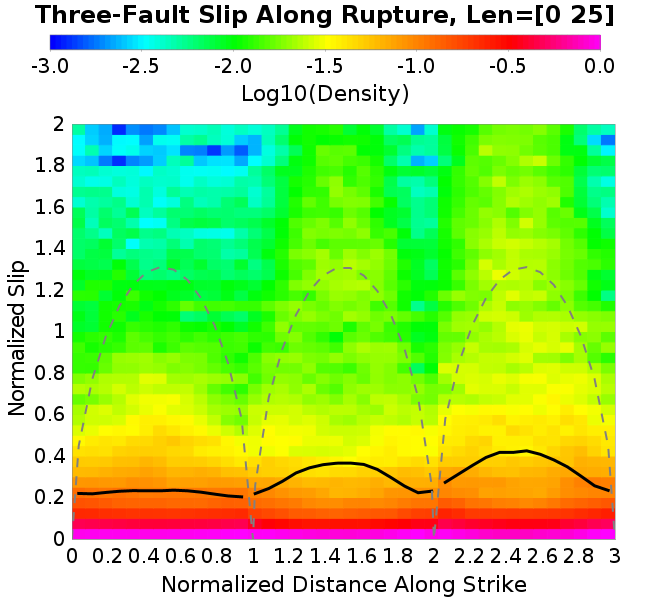 Three-Fault Slip Along Rupture, Len=[0 25]
-3.0 -2.5 -2.0 -1.5 -1.0 -0.5 0.0
Log10(Density)
2
1.8
1.6
1.4
1.2
1
0.8
0.6
0.4
0.2
0
Normalized Slip
0 0.2 0.4 0.6 0.8 1 1.2 1.4 1.6 1.8 2 2.2 2.4 2.6 2.8 3
Normalized Distance Along Strike